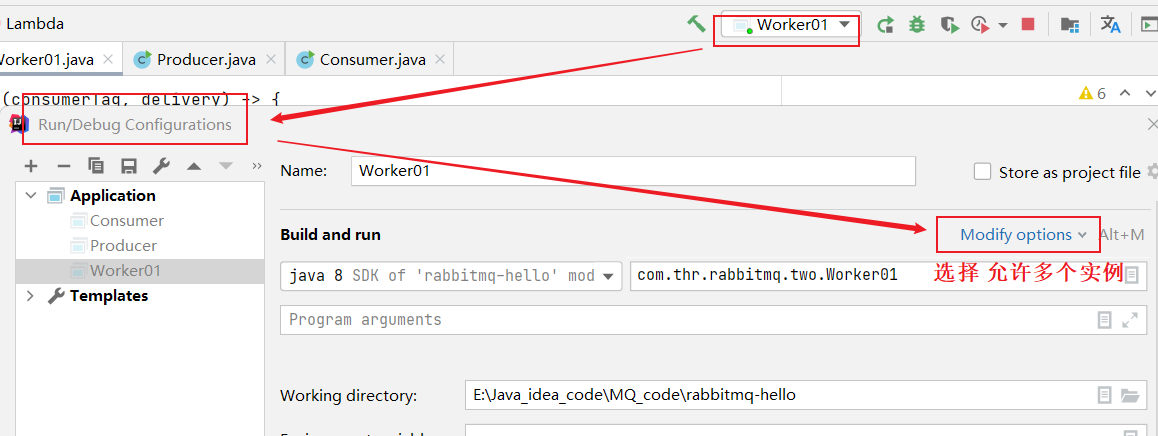 Lambda
Worker01
Worker01.java Producer.java Consumer.java
(consumerTag, delivery) -> {
6
Run/Debug Configurations
Name: Worker01
Store as project file
Application
Consumer
Producer
Worker01
Templates
Build and run
Modify options Alt+M
选择 允许多个实例
java 8 SDK of 'rabbitmq-hello' mod
com.thr.rabbitmq.two.Worker01
Program arguments
Working directory: E:\Java_idea_code\MQ_code\rabbitmq-hello